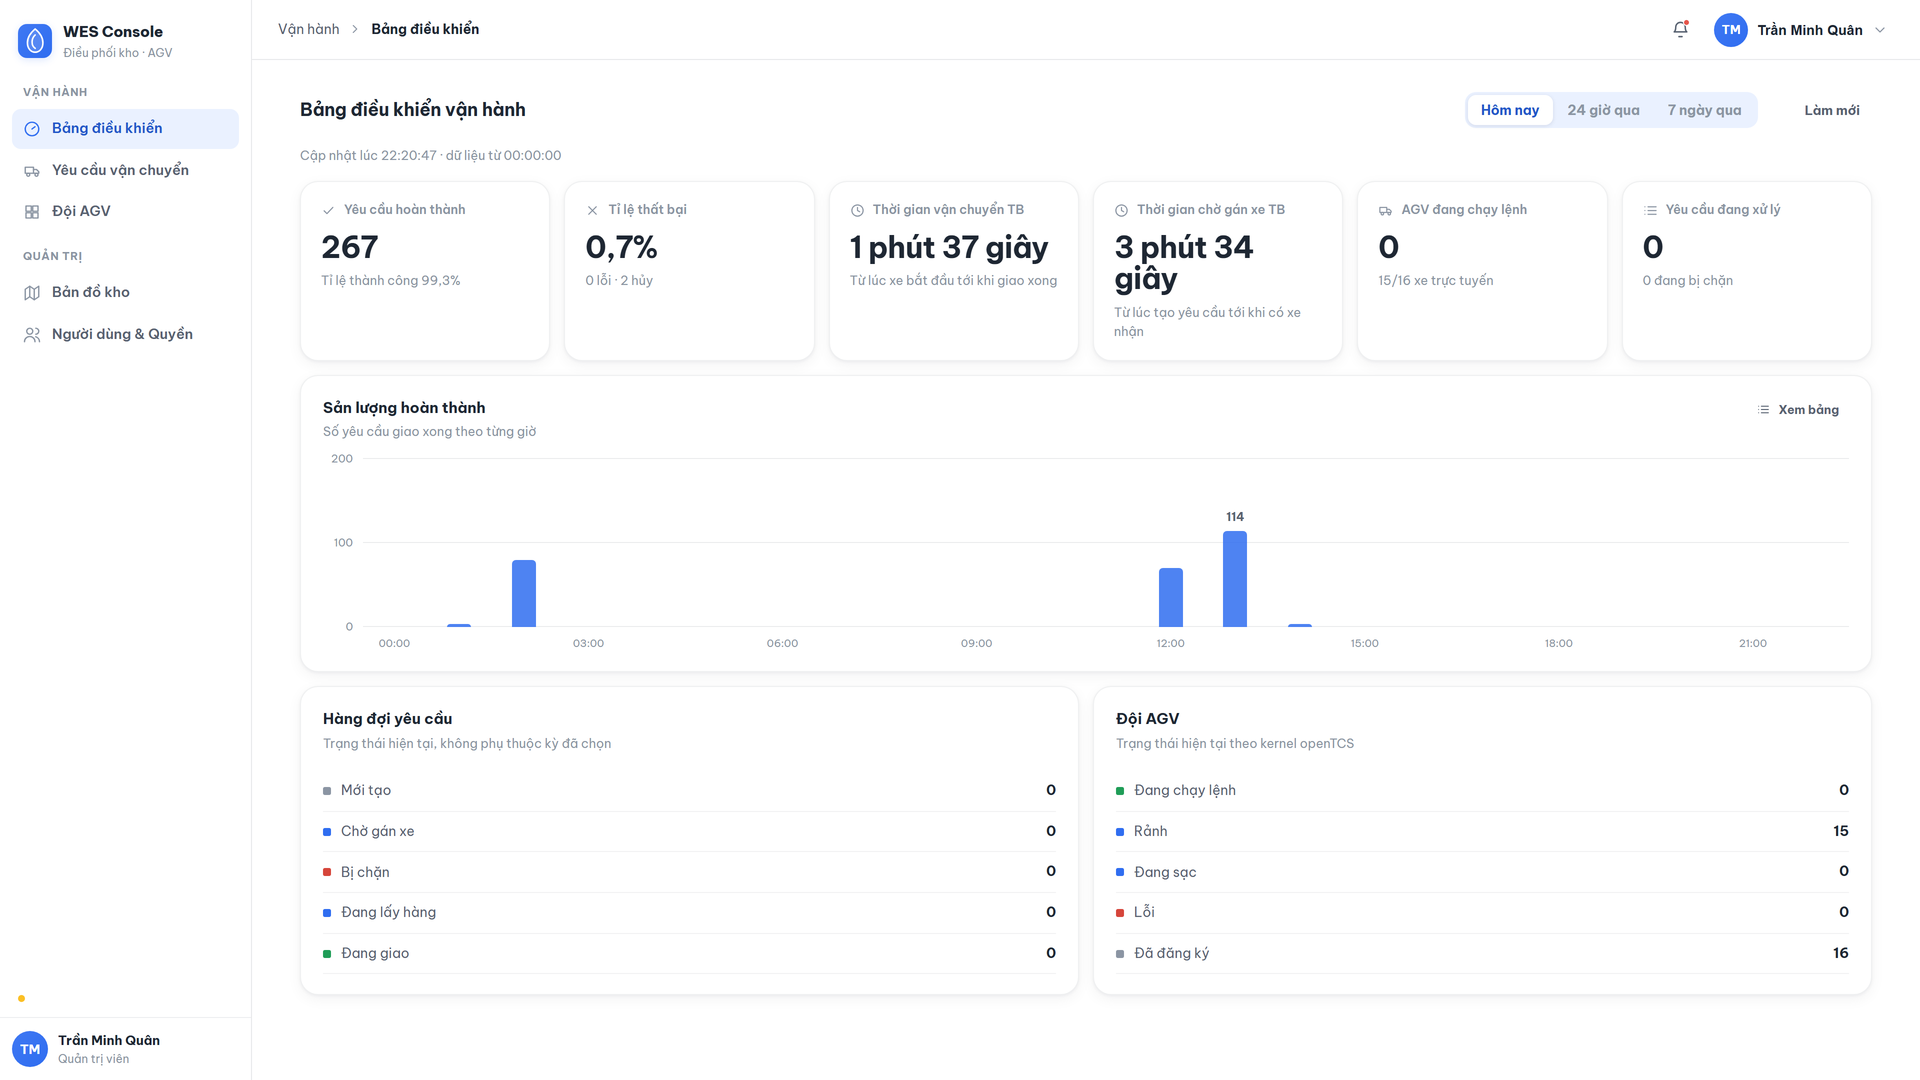 WES Console
Điều phối kho · AGV
VẬN HÀNH
Bảng điều khiển
Yêu cầu vận chuyển
Đội AGV
QUẢN TRỊ
Bản đồ kho
Người dùng & Quyền
TM
Trần Minh Quân
Quản trị viên
Vận hành
Bảng điều khiển
TM
Trần Minh Quân
Bảng điều khiển vận hành
Hôm nay
24 giờ qua
7 ngày qua
Làm mới
Cập nhật lúc 22:20:47 · dữ liệu từ 00:00:00
Yêu cầu hoàn thành
267
Tỉ lệ thành công 99,3%
Tỉ lệ thất bại
0,7%
0 lỗi · 2 hủy
Thời gian vận chuyển TB
1 phút 37 giây
Từ lúc xe bắt đầu tới khi giao xong
Thời gian chờ gán xe TB
3 phút 34
giây
Từ lúc tạo yêu cầu tới khi có xe
nhận
AGV đang chạy lệnh
0
15/16 xe trực tuyến
Yêu cầu đang xử lý
0
0 đang bị chặn
Sản lượng hoàn thành
Số yêu cầu giao xong theo từng giờ
Xem bảng
200
100
0
114
00:00
03:00
06:00
09:00
12:00
15:00
18:00
21:00
Hàng đợi yêu cầu
Trạng thái hiện tại, không phụ thuộc kỳ đã chọn
Mới tạo 0
Chờ gán xe 0
Bị chặn 0
Đang lấy hàng 0
Đang giao 0
Đội AGV
Trạng thái hiện tại theo kernel openTCS
Đang chạy lệnh 0
Rảnh 15
Đang sạc 0
Lỗi 0
Đã đăng ký 16